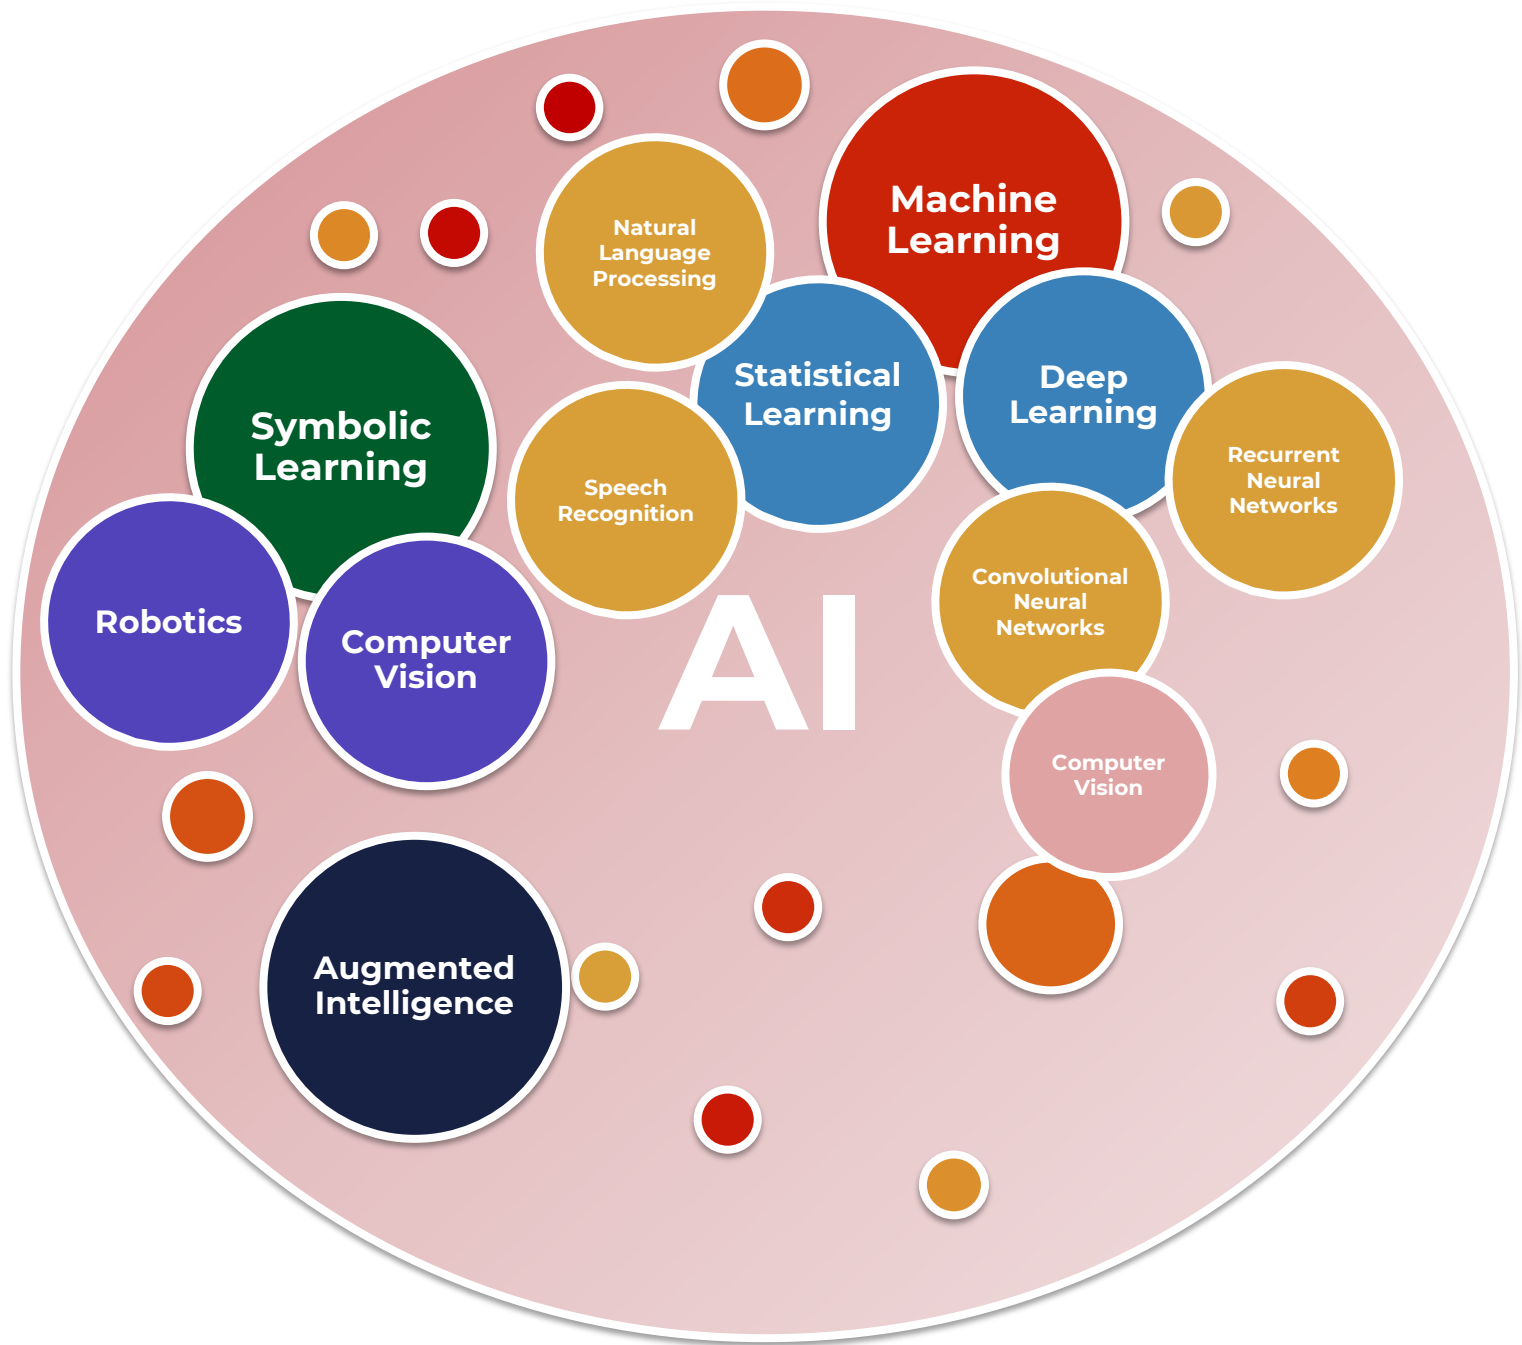 Machine
Learning
Natural
Language
Processing
Statistical
Learning
Deep
Learning
Symbolic
Learning
Recurrent
Neural
Networks
Speech
Recognition
Convolutional
Neural
Networks
Robotics
Computer
Vision
AI
Computer
Vision
Augmented
Intelligence